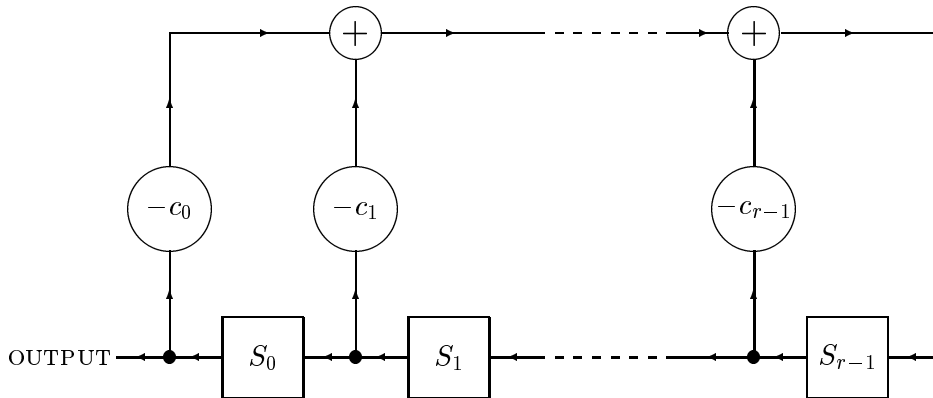 + +
−c₀ −c₁ −cᵣ₋₁
OUTPUT S₀ S₁ Sᵣ₋₁